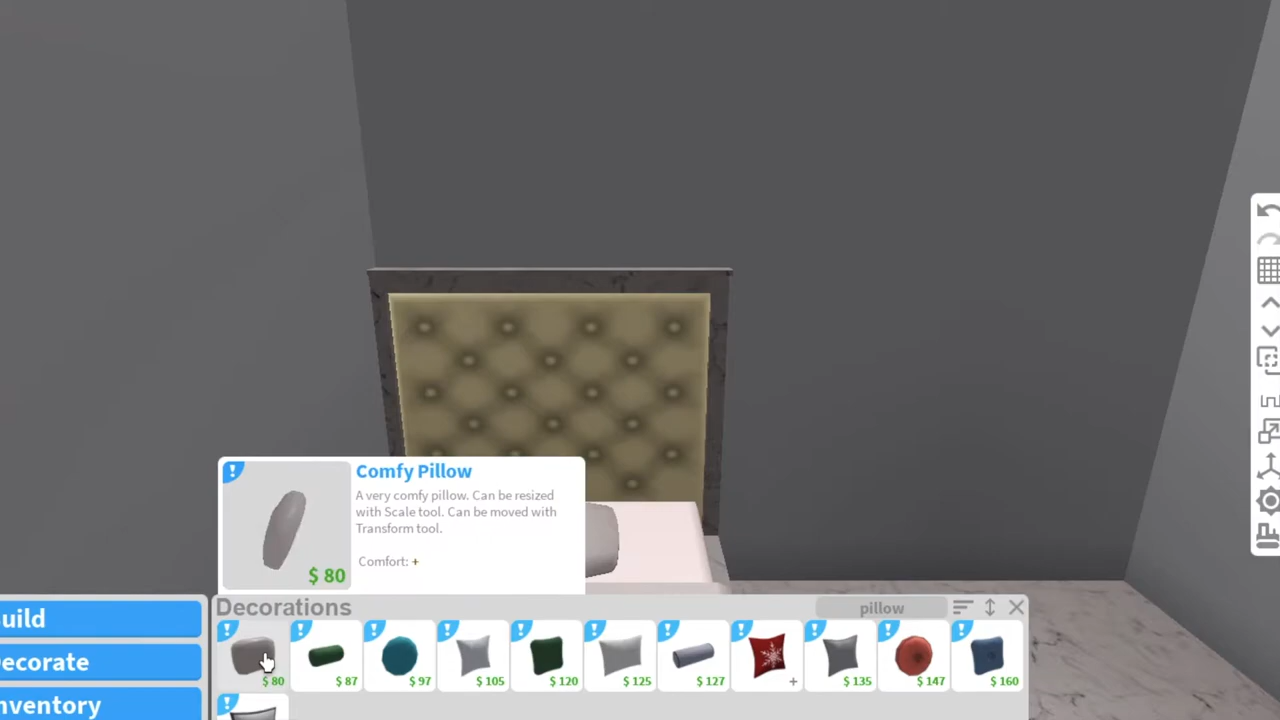 Comfy Pillow
A very comfy pillow. Can be resized
with Scale tool. Can be moved with
Transform tool.
Comfort: +
$ 80
uild
ecorate
nventory
Decorations
pillow
$ 80
$ 87
$ 97
$ 105
$ 120
$ 125
$ 127
+
$ 135
$ 147
$ 160